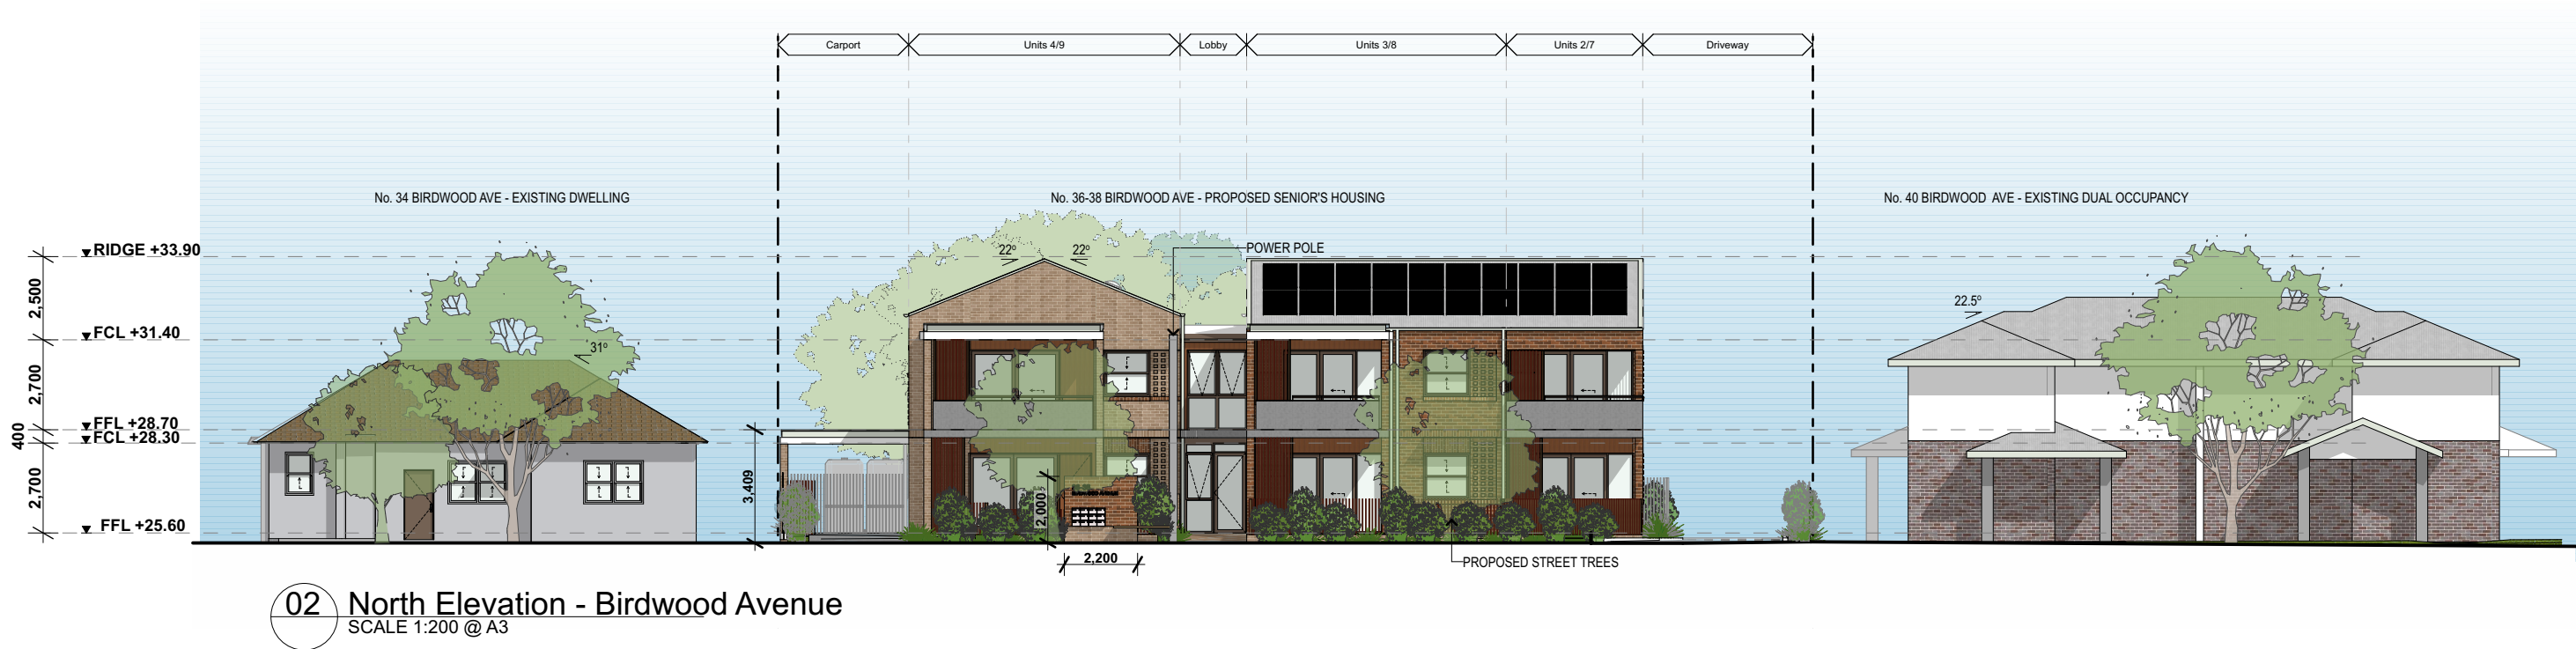 Carport
Units 4/9
Lobby
Units 3/8
Units 2/7
Driveway
No. 34 BIRDWOOD AVE - EXISTING DWELLING
No. 36-38 BIRDWOOD AVE - PROPOSED SENIOR'S HOUSING
No. 40 BIRDWOOD AVE - EXISTING DUAL OCCUPANCY
RIDGE +33.90
22°
22°
POWER POLE
2,500
22.5°
FCL +31.40
31°
2,700
FFL +28.70
400
FCL +28.30
2,700
3,409
2,000
FFL +25.60
2,200
PROPOSED STREET TREES
02
North Elevation - Birdwood Avenue
SCALE 1:200 @ A3